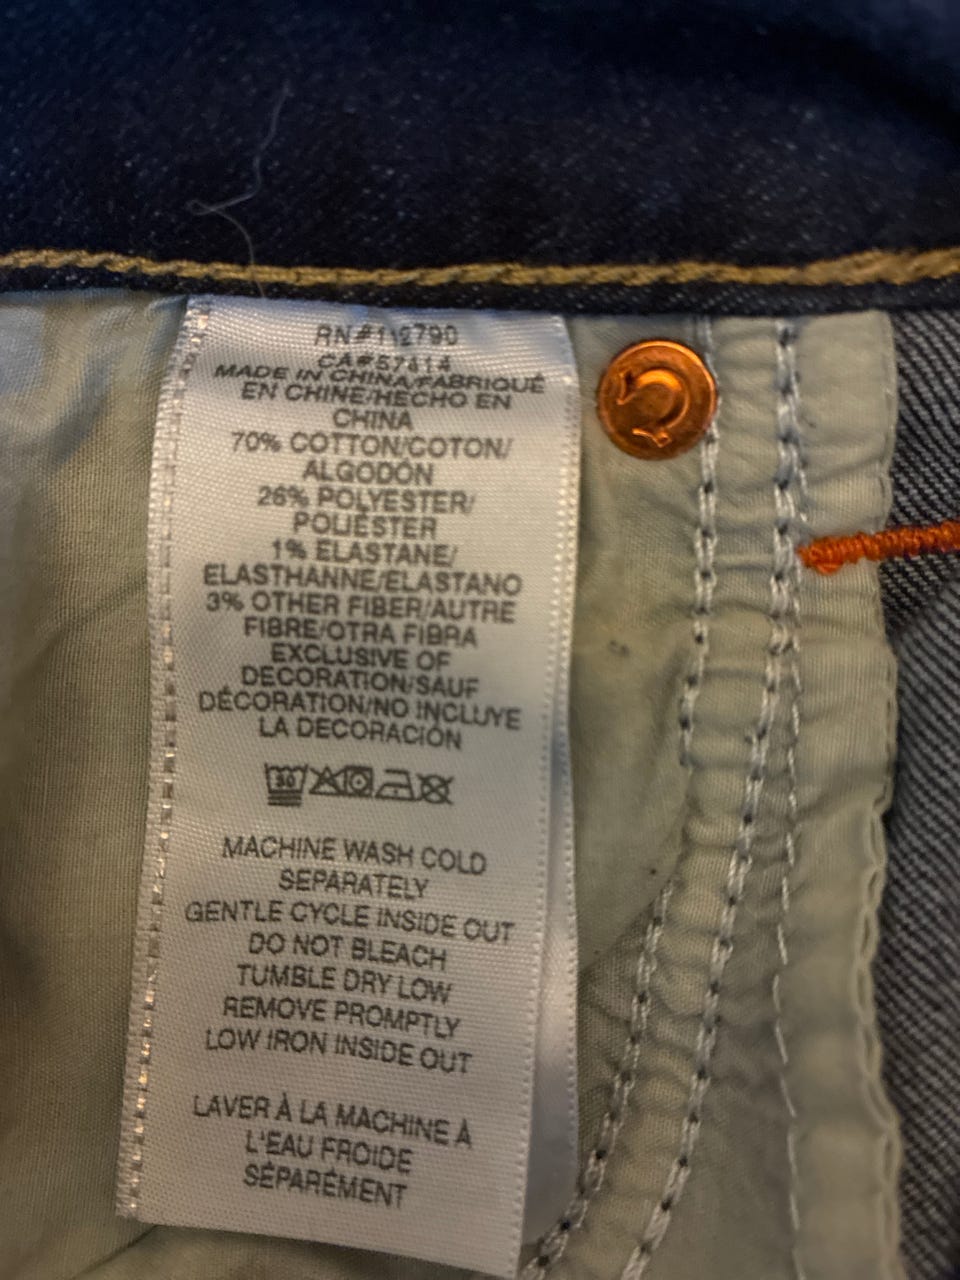 RN#112790
CA#57414
MADE IN CHINA/FABRIQUÉ
EN CHINE/HECHO EN
CHINA
70% COTTON/COTON/
ALGODÓN
26% POLYESTER/
POLIÉSTER
1% ELASTANE/
ELASTHANNE/ELASTANO
3% OTHER FIBER/AUTRE
FIBRE/OTRA FIBRA
EXCLUSIVE OF
DECORATION/SAUF
DÉCORATION/NO INCLUYE
LA DECORACIÓN
30
MACHINE WASH COLD
SEPARATELY
GENTLE CYCLE INSIDE OUT
DO NOT BLEACH
TUMBLE DRY LOW
REMOVE PROMPTLY
LOW IRON INSIDE OUT
LAVER À LA MACHINE À
L'EAU FROIDE
SÉPARÉMENT